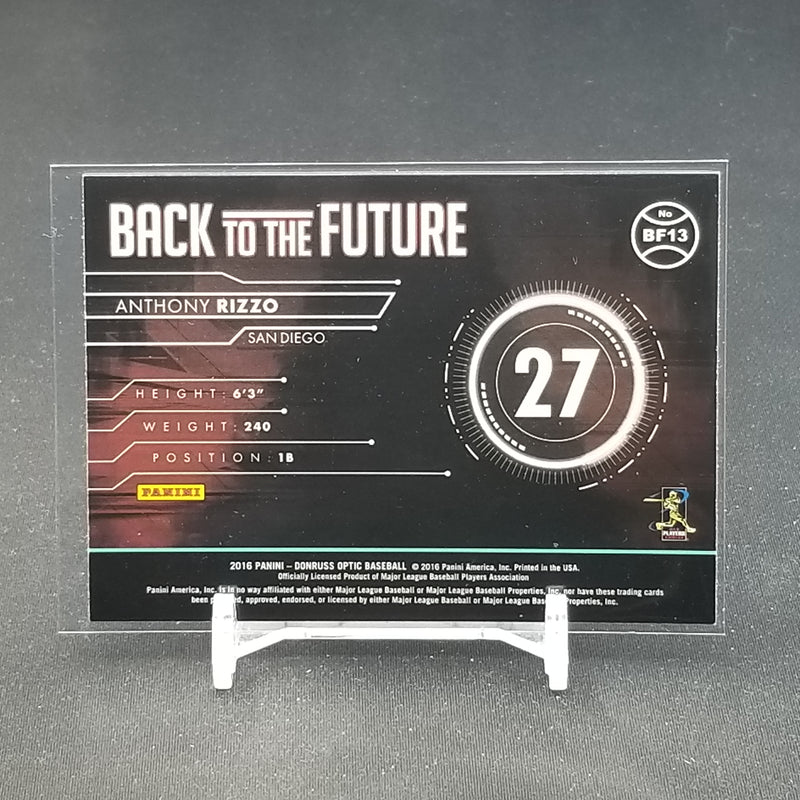 BACK TO THE FUTURE
No
BF13
ANTHONY RIZZO
SAN DIEGO
27
HEIGHT: 6'3"
WEIGHT: 240
POSITION: 1B
PANINI
PLAYERS
2016 PANINI – DONRUSS OPTIC BASEBALL © 2016 Panini America, Inc. Printed in the USA.
Officially Licensed Product of Major League Baseball Players Association
Panini America, Inc. is in no way affiliated with either Major League Baseball or Major League Baseball Properties, Inc. nor have these trading cards
been approved, endorsed, or licensed by either Major League Baseball or Major League Baseball Properties, Inc.